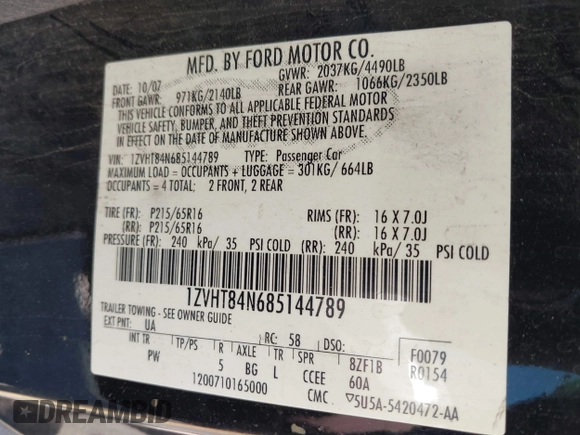 MFD. BY FORD MOTOR CO.
DATE: 10/07 GVWR: 2037KG/4490LB
FRONT GAWR: 971KG/2140LB REAR GAWR: 1066KG/2350LB
THIS VEHICLE CONFORMS TO ALL APPLICABLE FEDERAL MOTOR
VEHICLE SAFETY, BUMPER, AND THEFT PREVENTION STANDARDS
IN EFFECT ON THE DATE OF MANUFACTURE SHOWN ABOVE.
VIN: 1ZVHT84N685144789 TYPE: Passenger Car
MAXIMUM LOAD = OCCUPANTS + LUGGAGE = 301KG/ 664LB
OCCUPANTS = 4 TOTAL: 2 FRONT, 2 REAR
TIRE (FR): P215/65R16 RIMS (FR): 16 X 7.0J
(RR): P215/65R16 (RR): 16 X 7.0J
PRESSURE (FR): 240 kPa/ 35 PSI COLD (RR): 240 kPa/ 35 PSI COLD
1ZVHT84N685144789
TRAILER TOWING - SEE OWNER GUIDE
EXT PNT: UA RC: 58 DSO: F0079
INT TR TP/PS R AXLE TR SPR 8ZF1B R0154
PW 5 BG L CCEE 60A
1200710165000 CMC. 5U5A-5420472-AA
DREAMBID